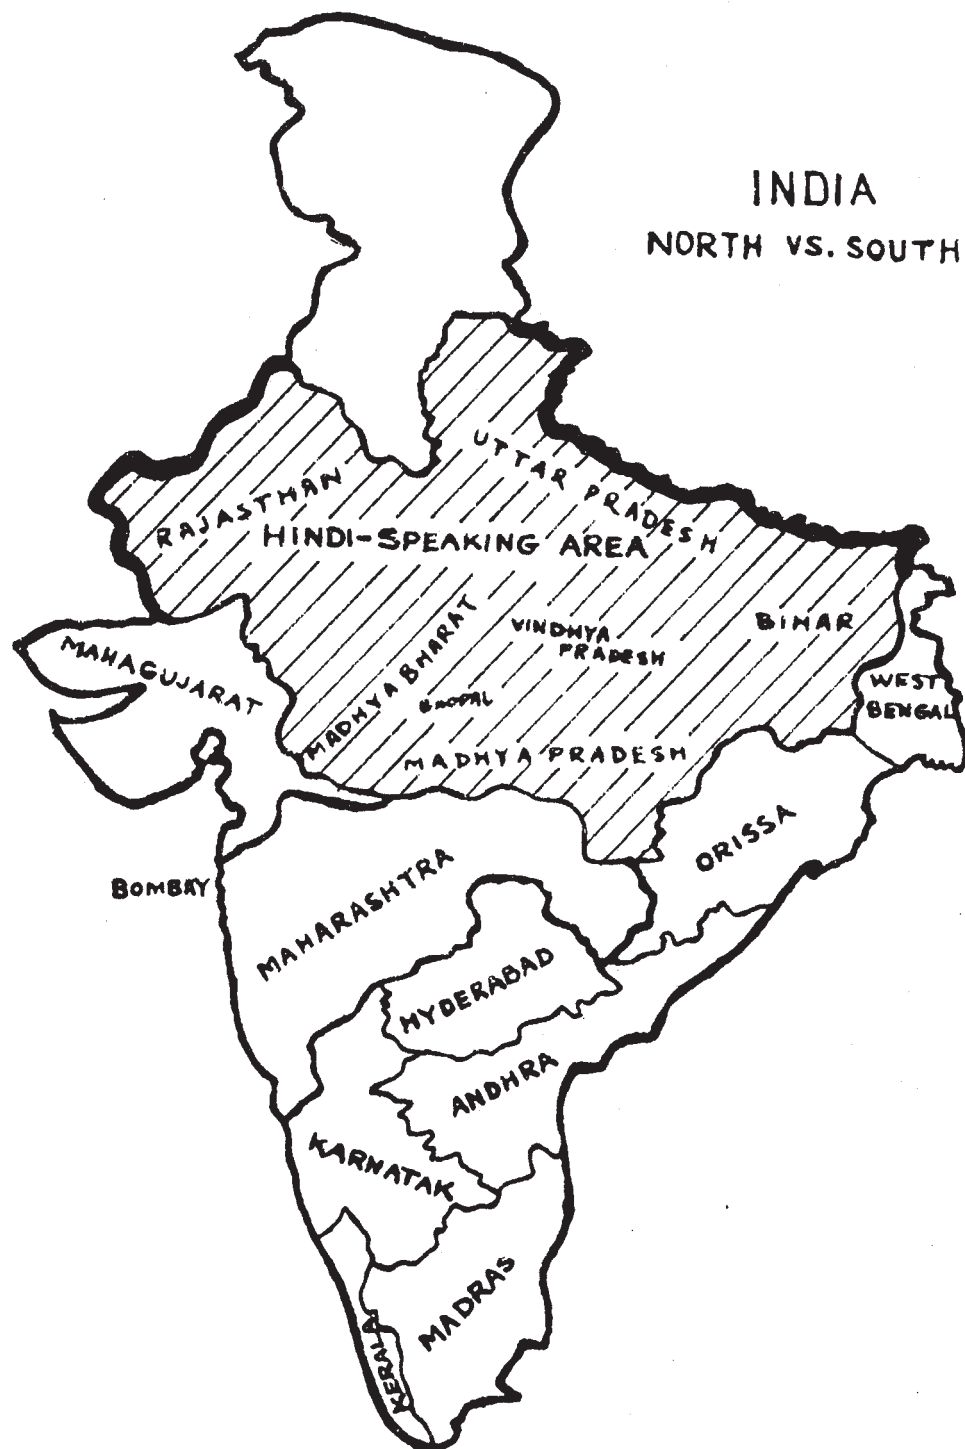 INDIA
NORTH VS. SOUTH
UTTAR PRADESH
RAJASTHAN
HINDI-SPEAKING AREA
VINDHYA
PRADESH
BIHAR
MAHAGUJARAT
MADHYA BHARAT
BHOPAL
WEST
BENGAL
MADHYA PRADESH
ORISSA
BOMBAY
MAHARASHTRA
HYDERABAD
ANDHRA
KARNATAK
MADRAS
KERALA